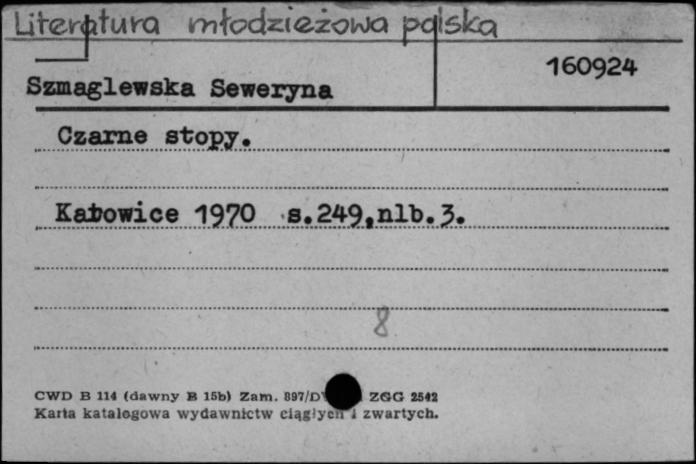 Literatura młodzieżowa polska
160924
Szmaglewska Seweryna
Czarne stopy.
Katowice 1970 s.249,nlb.3.
8
CWD B 114 (dawny B 15b) Zam. 897/ ZGG 2542
Karta katalogowa wydawnictw ciągłych i zwartych.